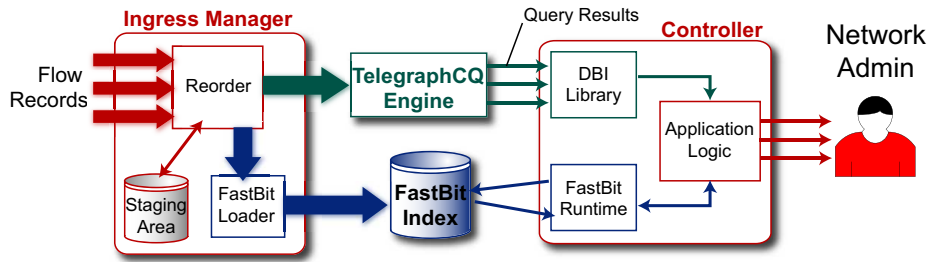 Ingress Manager
Query Results
Controller
Network
Admin
Flow
Records
Reorder
TelegraphCQ
Engine
DBI
Library
Application
Logic
Staging
Area
FastBit
Loader
FastBit
Index
FastBit
Runtime